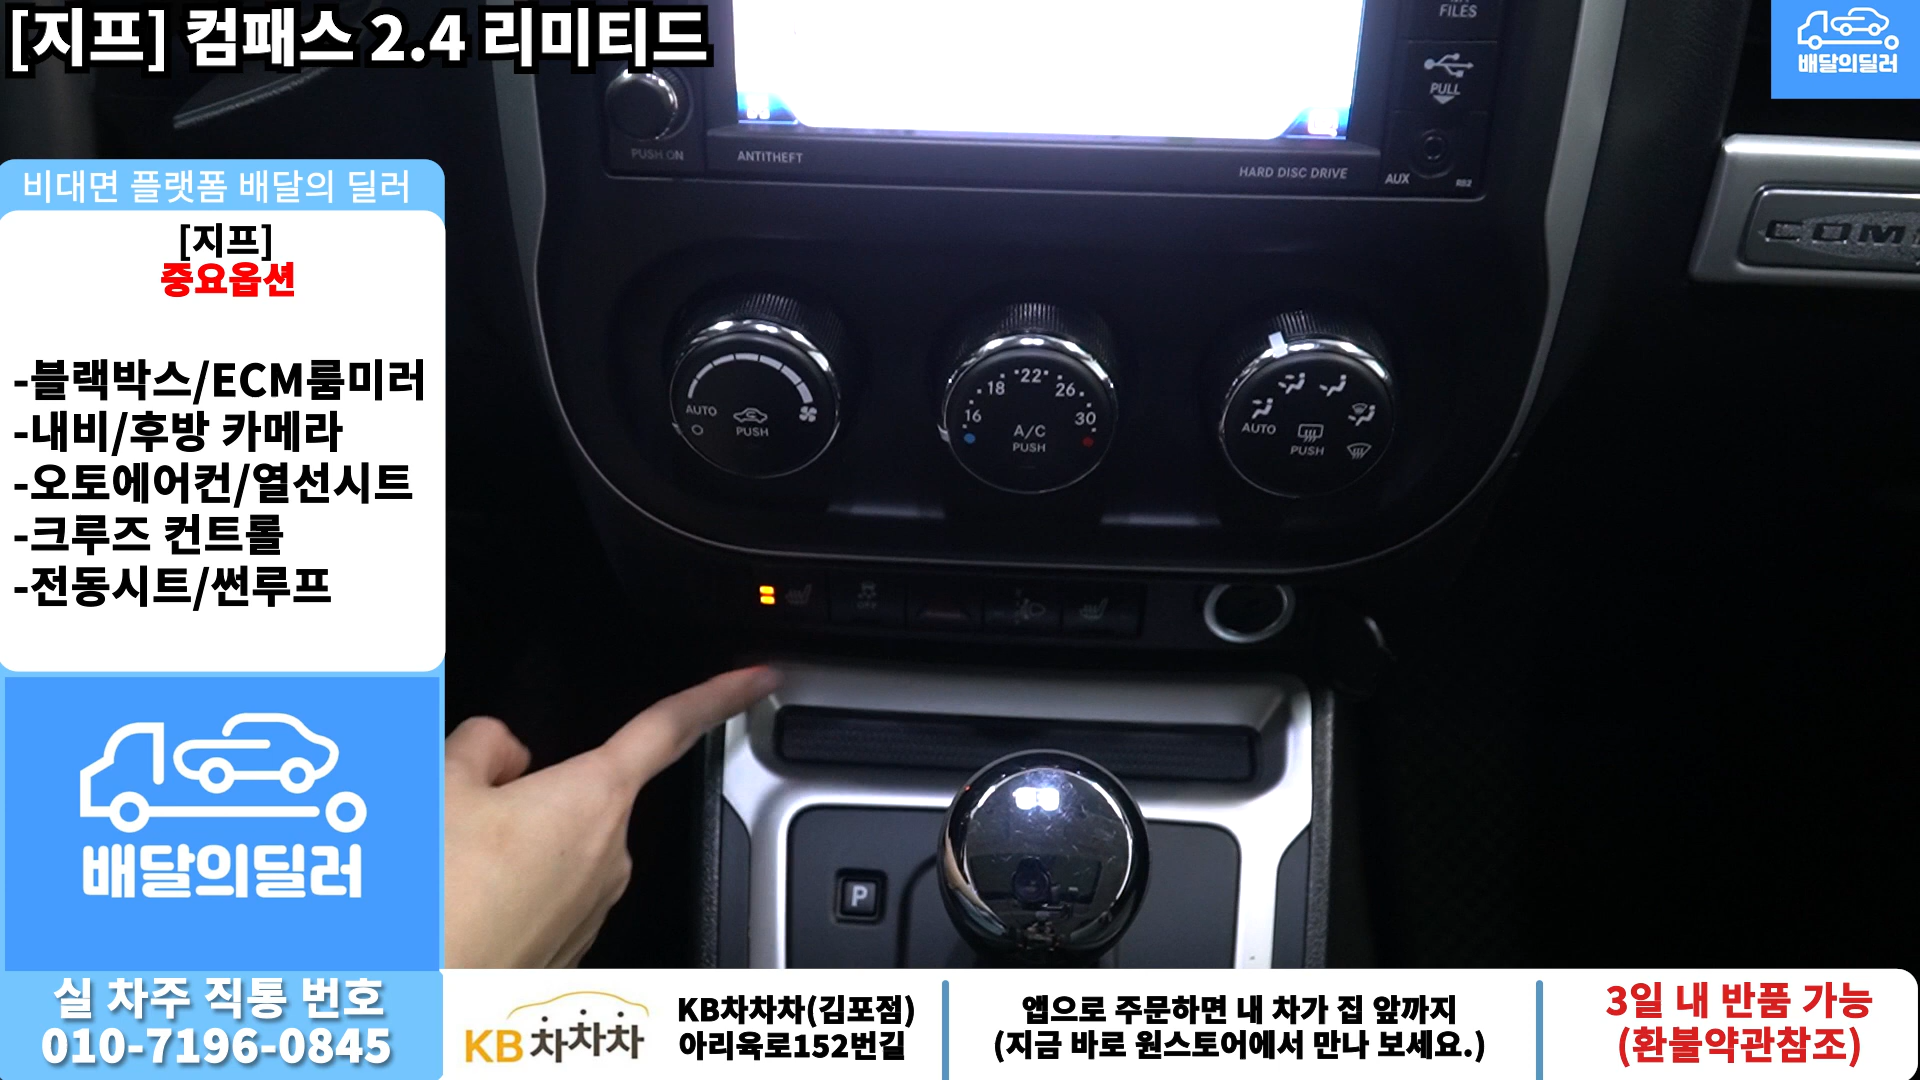 [지프] 컴패스 2.4 리미티드
배달의딜러
비대면 플랫폼 배달의 딜러
[지프]
중요옵션
-블랙박스/ECM룸미러
-내비/후방 카메라
-오토에어컨/열선시트
-크루즈 컨트롤
-전동시트/썬루프
배달의딜러
실 차주 직통 번호
010-7196-0845
FILES
PULL
PUSH ON
ANTITHEFT
HARD DISC DRIVE
AUX
AUTO
PUSH
16 18 22 26 30
A/C
PUSH
AUTO
PUSH
OFF
P
KB차차차
KB차차차(김포점)
아리육로152번길
앱으로 주문하면 내 차가 집 앞까지
(지금 바로 원스토어에서 만나 보세요.)
3일 내 반품 가능
(환불약관참조)